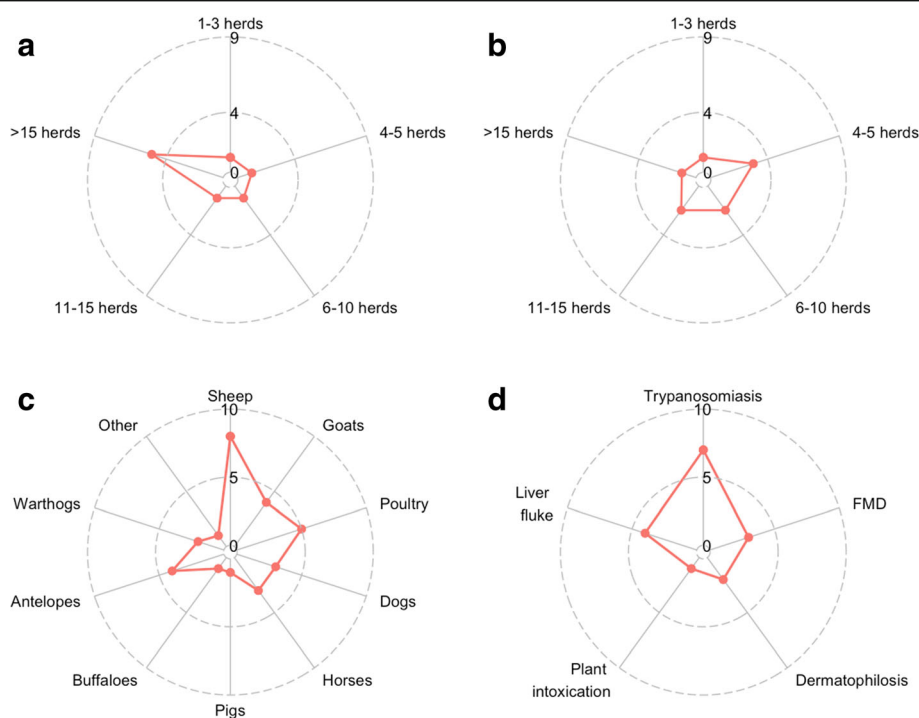 a
1-3 herds
9
>15 herds
4
4-5 herds
0
11-15 herds
6-10 herds
b
1-3 herds
9
>15 herds
4
4-5 herds
0
11-15 herds
6-10 herds
c
Sheep
10
Other
Goats
Warthogs
5
Poultry
0
Antelopes
Dogs
Buffaloes
Horses
Pigs
d
Trypanosomiasis
10
Liver
fluke
5
FMD
0
Plant
intoxication
Dermatophilosis